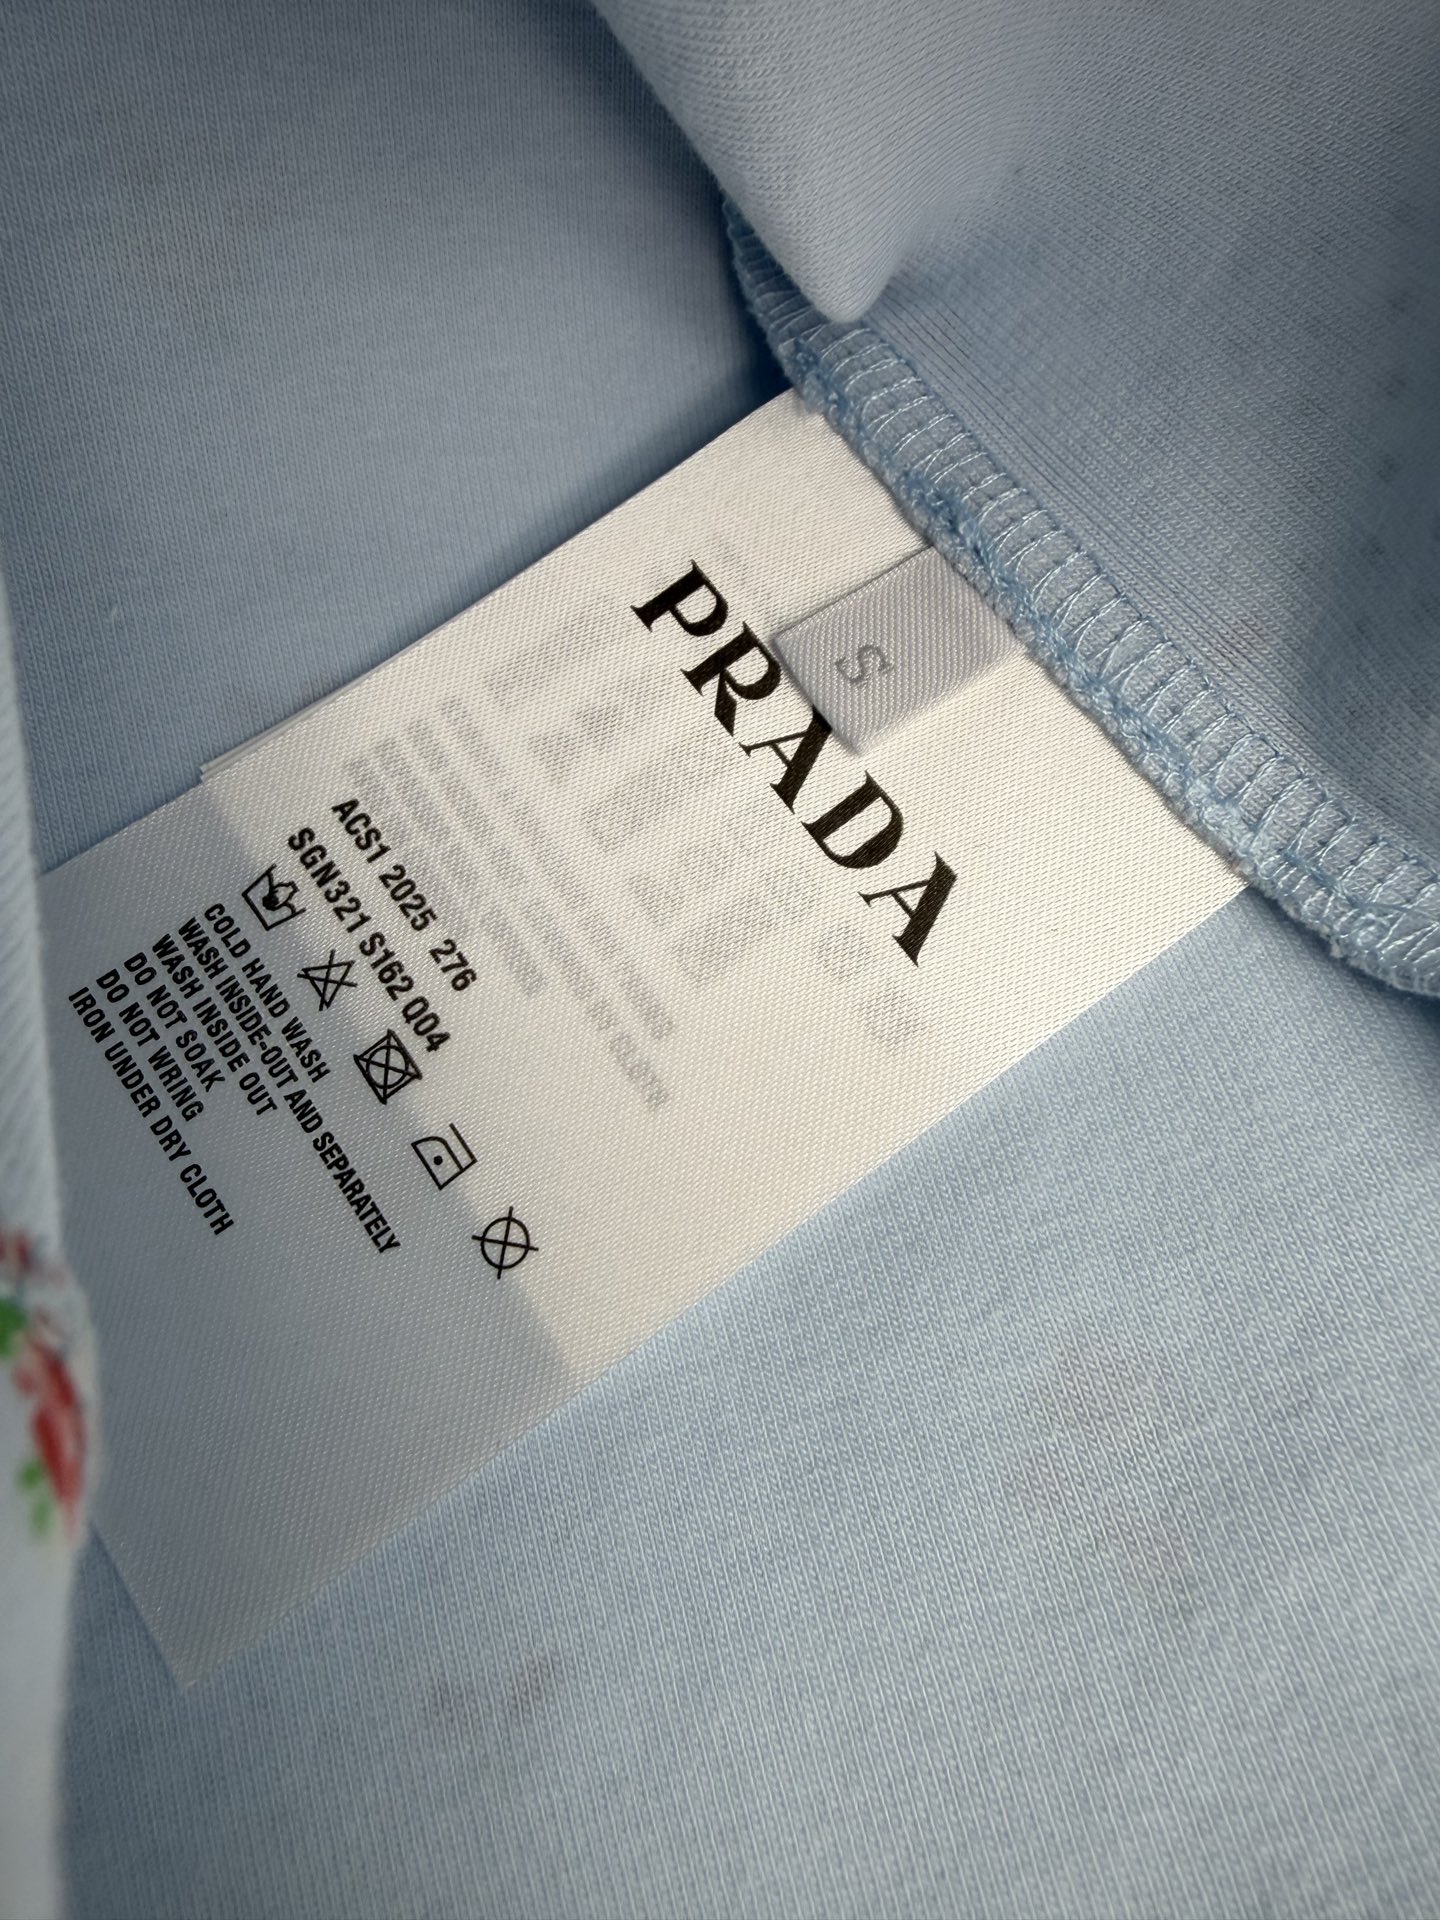 PRADA
S
ACS1 2025 276
SGN321 S162 Q04
COLD HAND WASH
WASH INSIDE-OUT AND SEPARATELY
WASH INSIDE OUT
DO NOT SOAK
DO NOT WRING
IRON UNDER DRY CLOTH